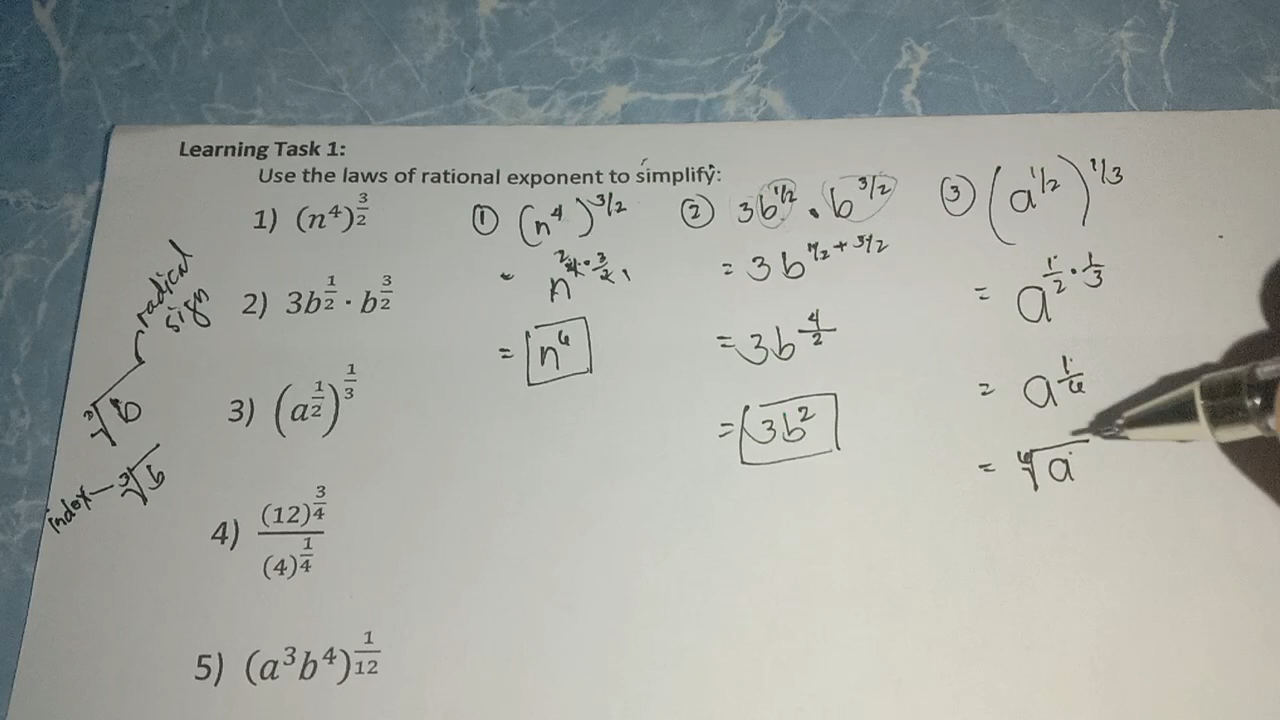 Learning Task 1:
Use the laws of rational exponent to simplify:
1) (n⁴)^(3/2)
2) 3b^(1/2) · b^(3/2)
3) (a^(1/2))^(1/3)
4) (12)^(3/4) / (4)^(1/4)
5) (a³b⁴)^(1/12)
radical
sign
³√b
index — ³√b
① (n⁴)^(3/2)
= n^(4·3/2) 2 1
= n⁶
② 3b^(1/2) · b^(3/2)
= 3b^(1/2 + 3/2)
= 3b^(4/2)
= 3b²
③ (a^(1/2))^(1/3)
= a^(1/2 · 1/3)
= a^(1/6)
= ⁶√a